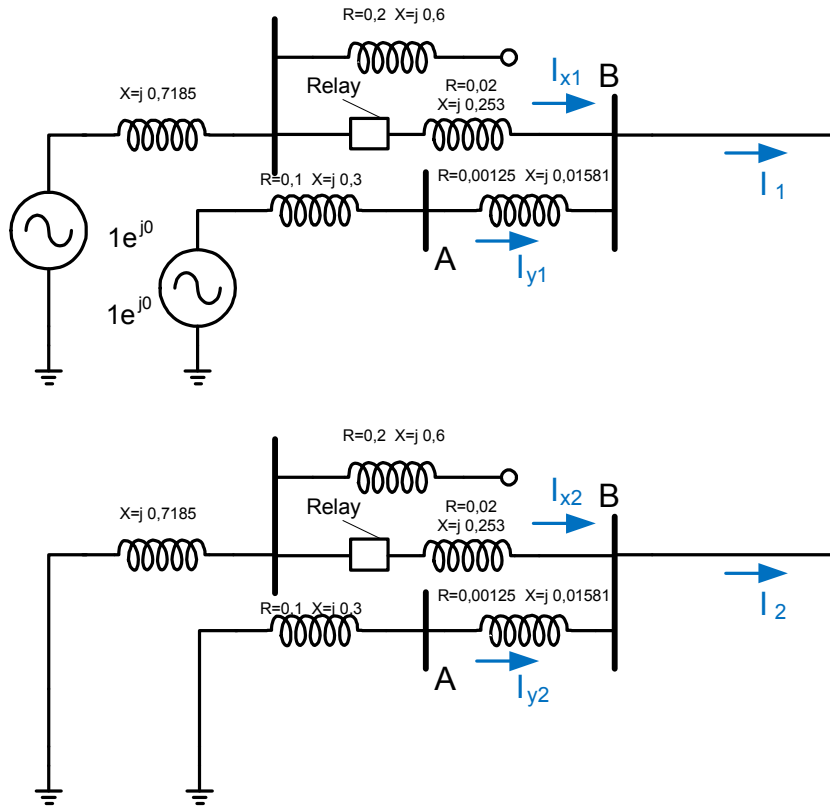 R=0,2 X=j 0,6
X=j 0,7185
Relay
R=0,02
X=j 0,253
I x1
B
R=0,1 X=j 0,3
R=0,00125 X=j 0,01581
I 1
1e^j0
A
I y1
1e^j0
R=0,2 X=j 0,6
X=j 0,7185
Relay
R=0,02
X=j 0,253
I x2
B
R=0,1 X=j 0,3
R=0,00125 X=j 0,01581
I 2
A
I y2